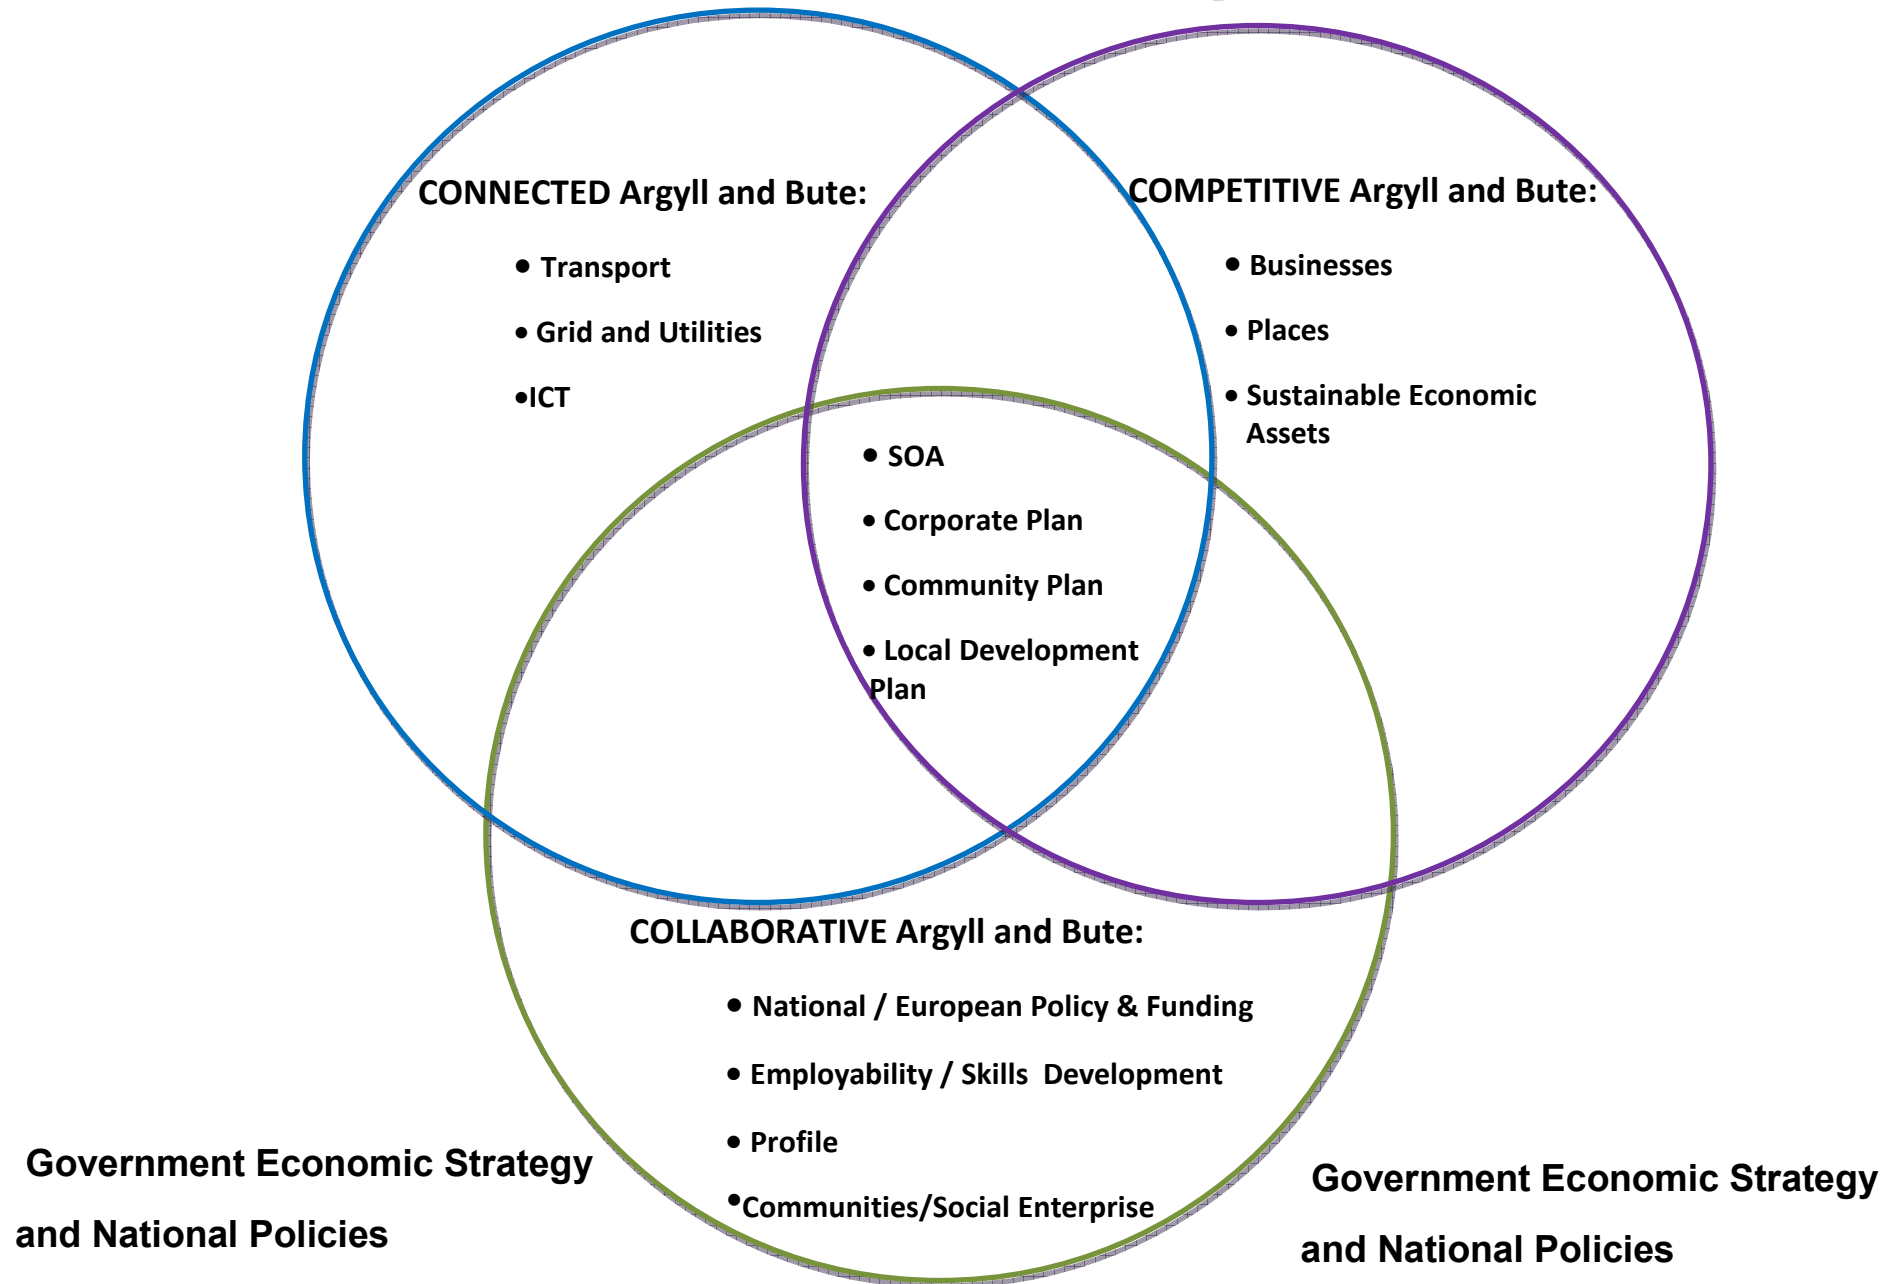 CONNECTED Argyll and Bute:
• Transport
• Grid and Utilities
•ICT
COMPETITIVE Argyll and Bute:
• Businesses
• Places
• Sustainable Economic
Assets
• SOA
• Corporate Plan
• Community Plan
• Local Development
Plan
COLLABORATIVE Argyll and Bute:
• National / European Policy & Funding
• Employability / Skills  Development
• Profile
•Communities/Social Enterprise
Government Economic Strategy
and National Policies
Government Economic Strategy
and National Policies